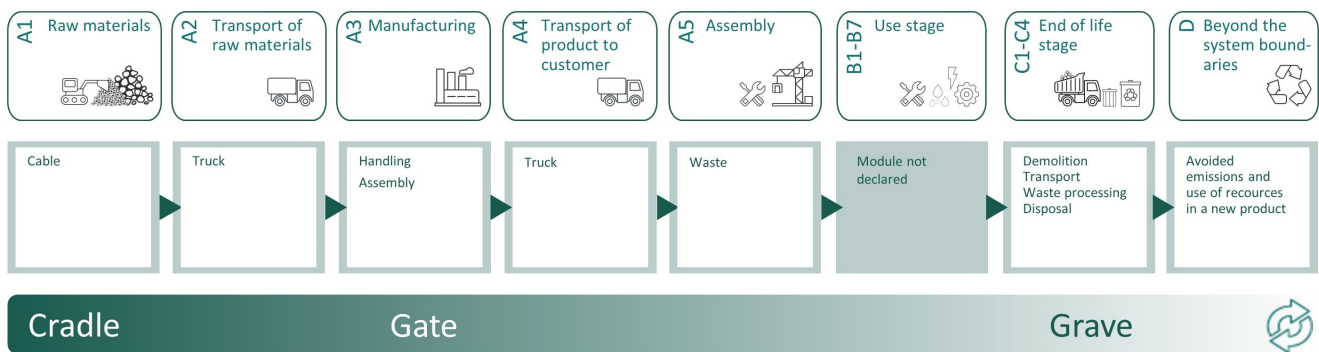 A1
Raw materials
A2
Transport of
raw materials
A3
Manufacturing
A4
Transport of
product to
customer
A5
Assembly
B1-B7
Use stage
C1-C4
End of life
stage
D
Beyond the
system bound-
aries
Cable
Truck
Handling
Assembly
Truck
Waste
Module not
declared
Demolition
Transport
Waste processing
Disposal
Avoided
emissions and
use of recources
in a new product
Cradle
Gate
Grave